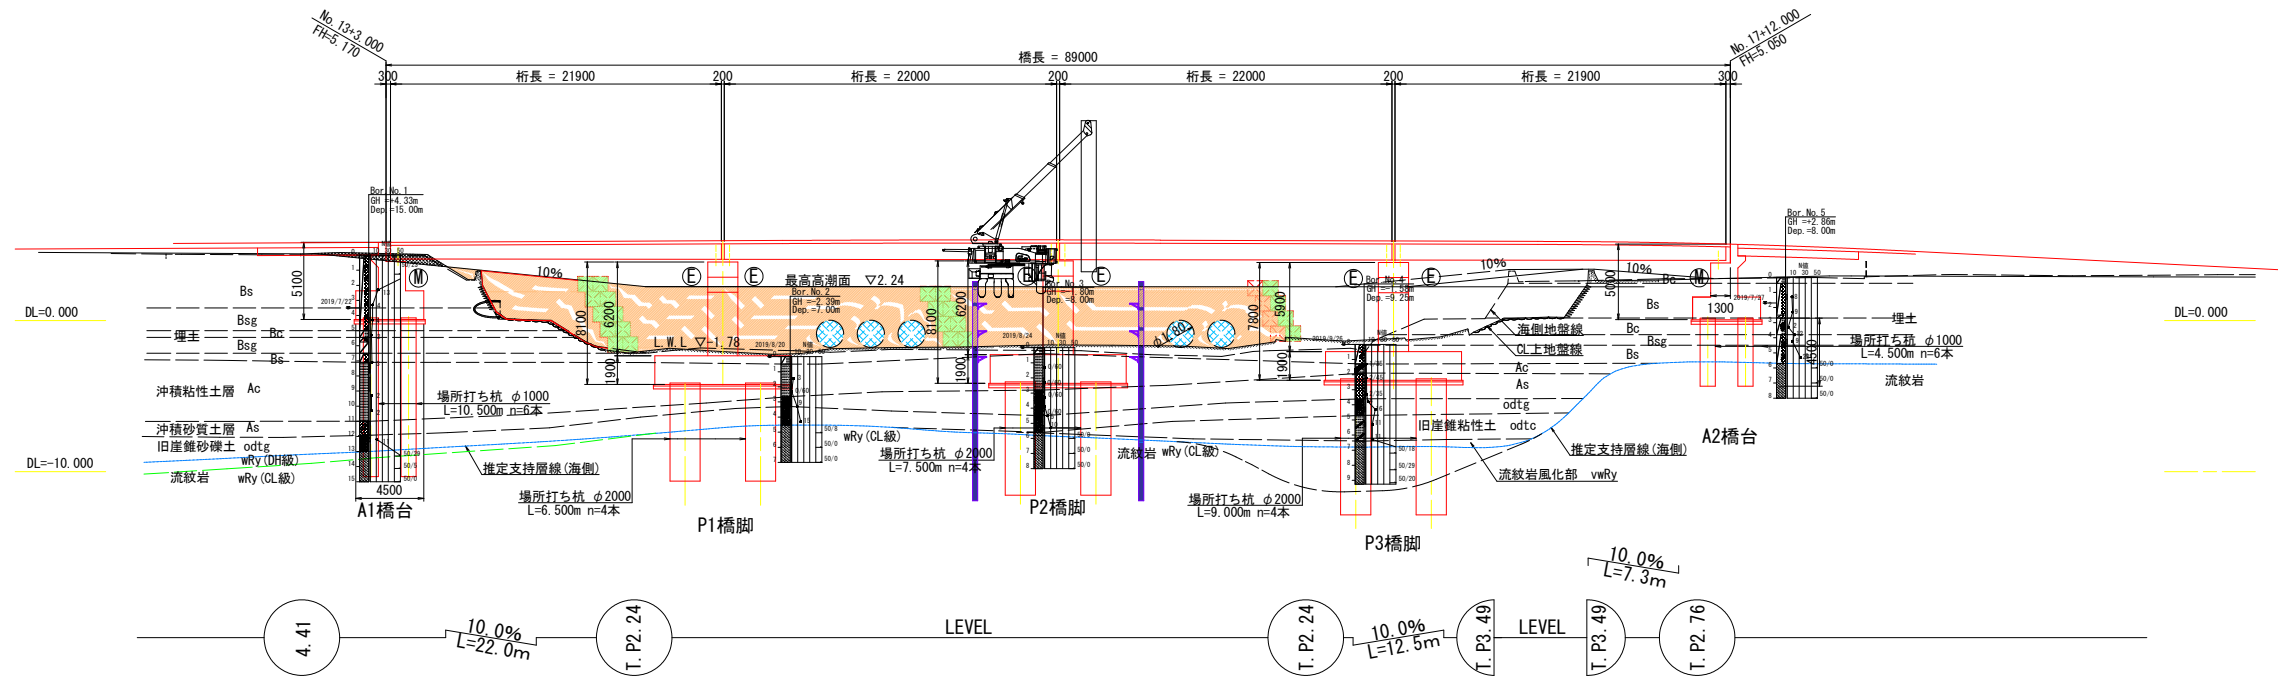 No.13+3.000
FH=5.170
No.17+12.000
FH=5.050
橋長 = 89000
300
桁長 = 21900
200
桁長 = 22000
200
桁長 = 22000
200
桁長 = 21900
300
Bor.No.1
GH =+4.33m
Dep.=15.00m
Bor.No.5
GH =+2.86m
Dep.=8.00m
M
10%
E
E
最高高潮面 ▽2.24
Bor.No.2
GH =-2.39m
Dep.=7.00m
E
E
Bor.No.3
GH =-1.80m
Dep.=8.00m
E
E
Bor.No.4
Dep.=9.25m
10%
10%
M
5100
8100
6200
8100
6200
7800
5900
5000
1900
1900
1900
4500
4500
1300
φ1.80
L.W.L ▽-1.78
2019/7/22
2019/8/20
2019/8/24
DL=0.000
DL=0.000
DL=-10.000
Bs
Bsg
Bc
埋土
Bsg
Bs
沖積粘性土層 Ac
沖積砂質土層 As
旧崖錐砂礫土 odtg
wRy(DH級)
流紋岩 wRy(CL級)
場所打ち杭 φ1000
L=10.500m n=6本
推定支持層線(海側)
場所打ち杭 φ2000
L=6.500m n=4本
wRy(CL級)
場所打ち杭 φ2000
L=7.500m n=4本
流紋岩 wRy(CL級)
場所打ち杭 φ2000
L=9.000m n=4本
旧崖錐粘性土 odtc
推定支持層線(海側)
流紋岩風化部 vwRy
海側地盤線
CL上地盤線
Bc
Bs
Bc
Bsg
Bs
Ac
As
odtg
埋土
場所打ち杭 φ1000
L=4.500m n=6本
流紋岩
A1橋台
P1橋脚
P2橋脚
P3橋脚
A2橋台
4.41
10.0%
L=22.0m
T.P2.24
LEVEL
T.P2.24
10.0%
L=12.5m
T.P3.49
LEVEL
10.0%
L=7.3m
T.P3.49
T.P2.76